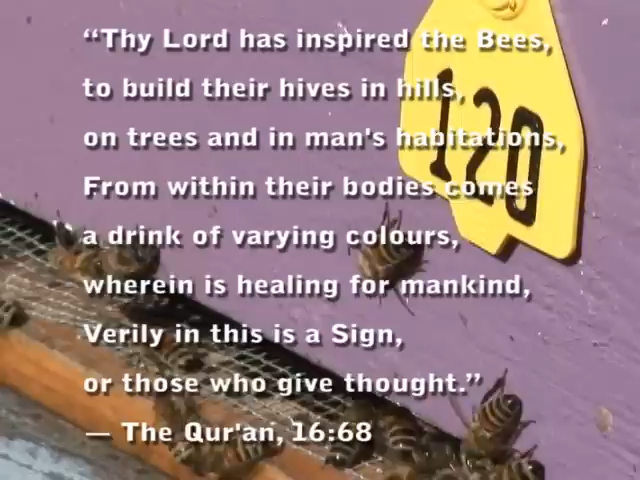 “Thy Lord has inspired the Bees,
to build their hives in hills,
on trees and in man's habitations,
From within their bodies comes
a drink of varying colours,
wherein is healing for mankind,
Verily in this is a Sign,
or those who give thought.”
— The Qur'an, 16:68
120